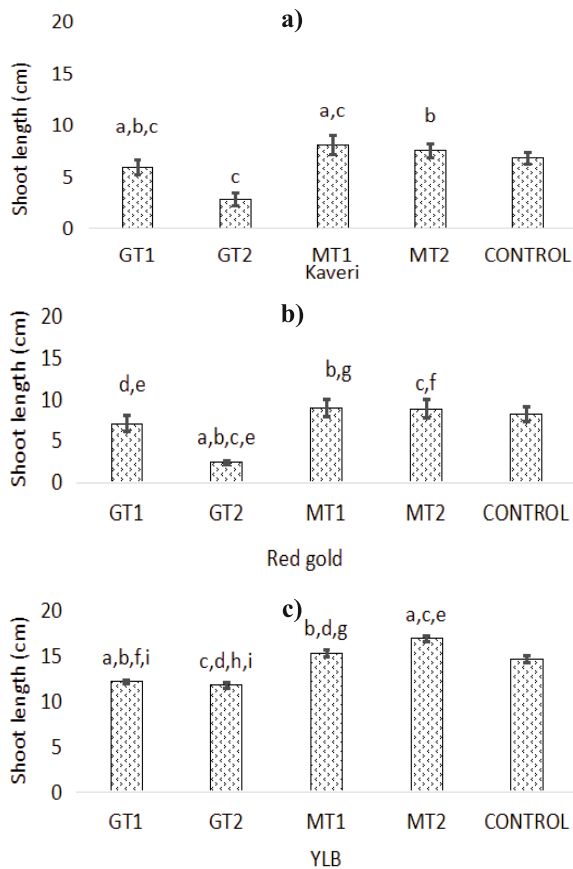 a)
Shoot length (cm)
20
15
10
5
0
a,b,c
c
a,c
b
GT1 GT2 MT1 MT2 CONTROL
Kaveri
b)
Shoot length (cm)
20
15
10
5
0
d,e
a,b,c,e
b,g
c,f
GT1 GT2 MT1 MT2 CONTROL
Red gold
c)
Shoot length (cm)
20
15
10
5
0
a,b,f,i
c,d,h,i
b,d,g
a,c,e
GT1 GT2 MT1 MT2 CONTROL
YLB